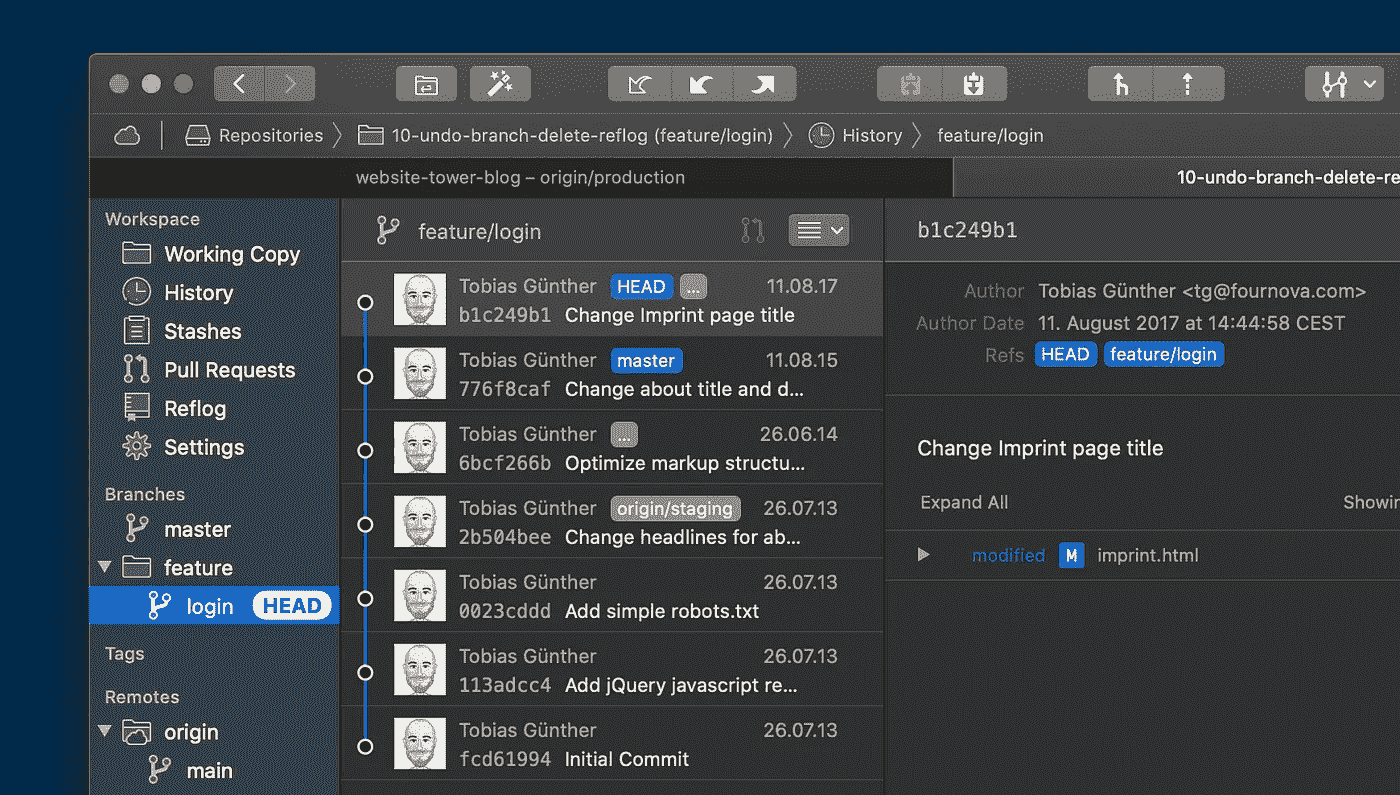 Repositories 10-undo-branch-delete-reflog (feature/login) History feature/login
website-tower-blog – origin/production
10-undo-branch-delete-re
Workspace
Working Copy
History
Stashes
Pull Requests
Reflog
Settings
Branches
master
feature
login HEAD
Tags
Remotes
origin
main
feature/login
Tobias Günther HEAD ... 11.08.17
b1c249b1 Change Imprint page title
Tobias Günther master 11.08.15
776f8caf Change about title and d...
Tobias Günther ... 26.06.14
6bcf266b Optimize markup structu...
Tobias Günther origin/staging 26.07.13
2b504bee Change headlines for ab...
Tobias Günther 26.07.13
0023cddd Add simple robots.txt
Tobias Günther 26.07.13
113adcc4 Add jQuery javascript re...
Tobias Günther 26.07.13
fcd61994 Initial Commit
b1c249b1
Author Tobias Günther <tg@fournova.com>
Author Date 11. August 2017 at 14:44:58 CEST
Refs HEAD feature/login
Change Imprint page title
Expand All Showin
modified M imprint.html